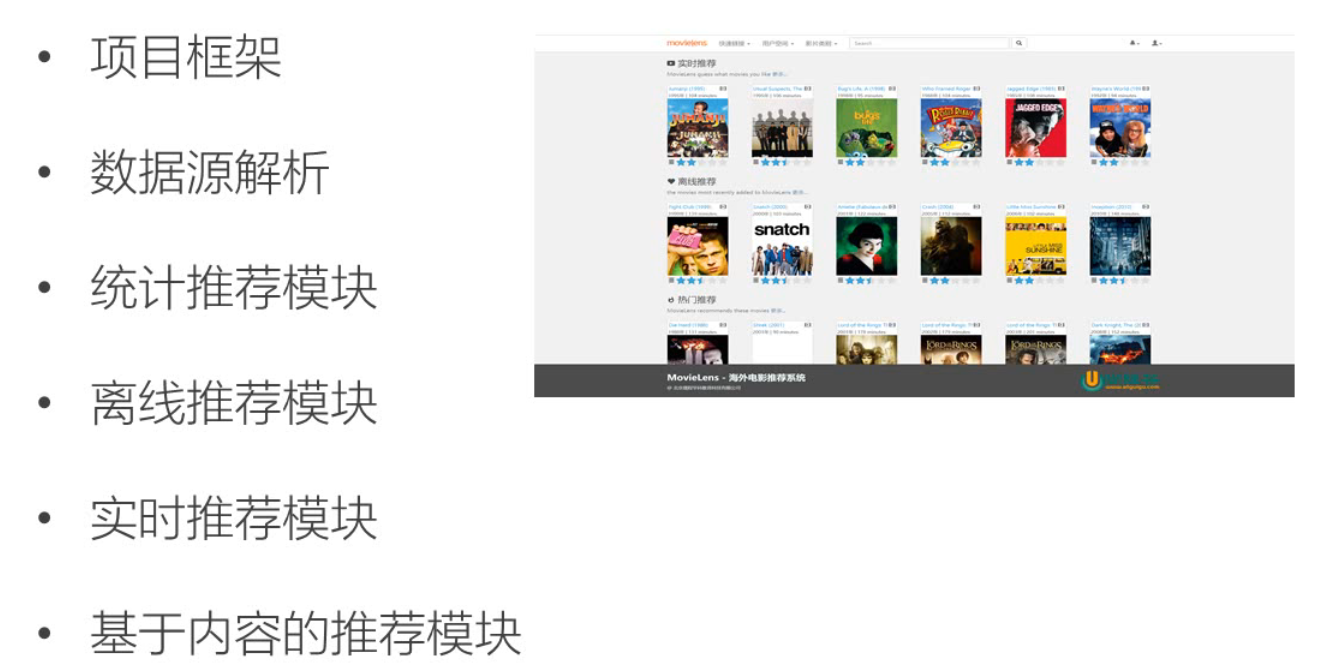 • 项目框架
• 数据源解析
• 统计推荐模块
• 离线推荐模块
• 实时推荐模块
• 基于内容的推荐模块
movielens 快速链接 用户空间 影片类别 Search
实时推荐
MovieLens guess what movies you like 更多...
Jumanji (1995) Usual Suspects, The Bug's Life, A (1998) Who Framed Roger Jagged Edge (1985) Wayne's World (199
JUMANJI
bugs life
ROGER RABBIT
JAGGED EDGE
WAYNE'S WORLD
离线推荐
the movies most recently added to MovieLens 更多...
Fight Club (1999) Snatch (2000) Amelie (Fabuleux de Crash (2004) Little Miss Sunshine Inception (2010)
snatch
LITTLE MISS SUNSHINE
热门推荐
MovieLens recommend these movies 更多...
Die Hard (1988) Shrek (2001) Lord of the Rings: T Lord of the Rings: T Lord of the Rings: T Dark Knight, The (2
LORD OF THE RINGS
LORD OF THE RINGS
MovieLens - 海外电影推荐系统
www.atguigu.com